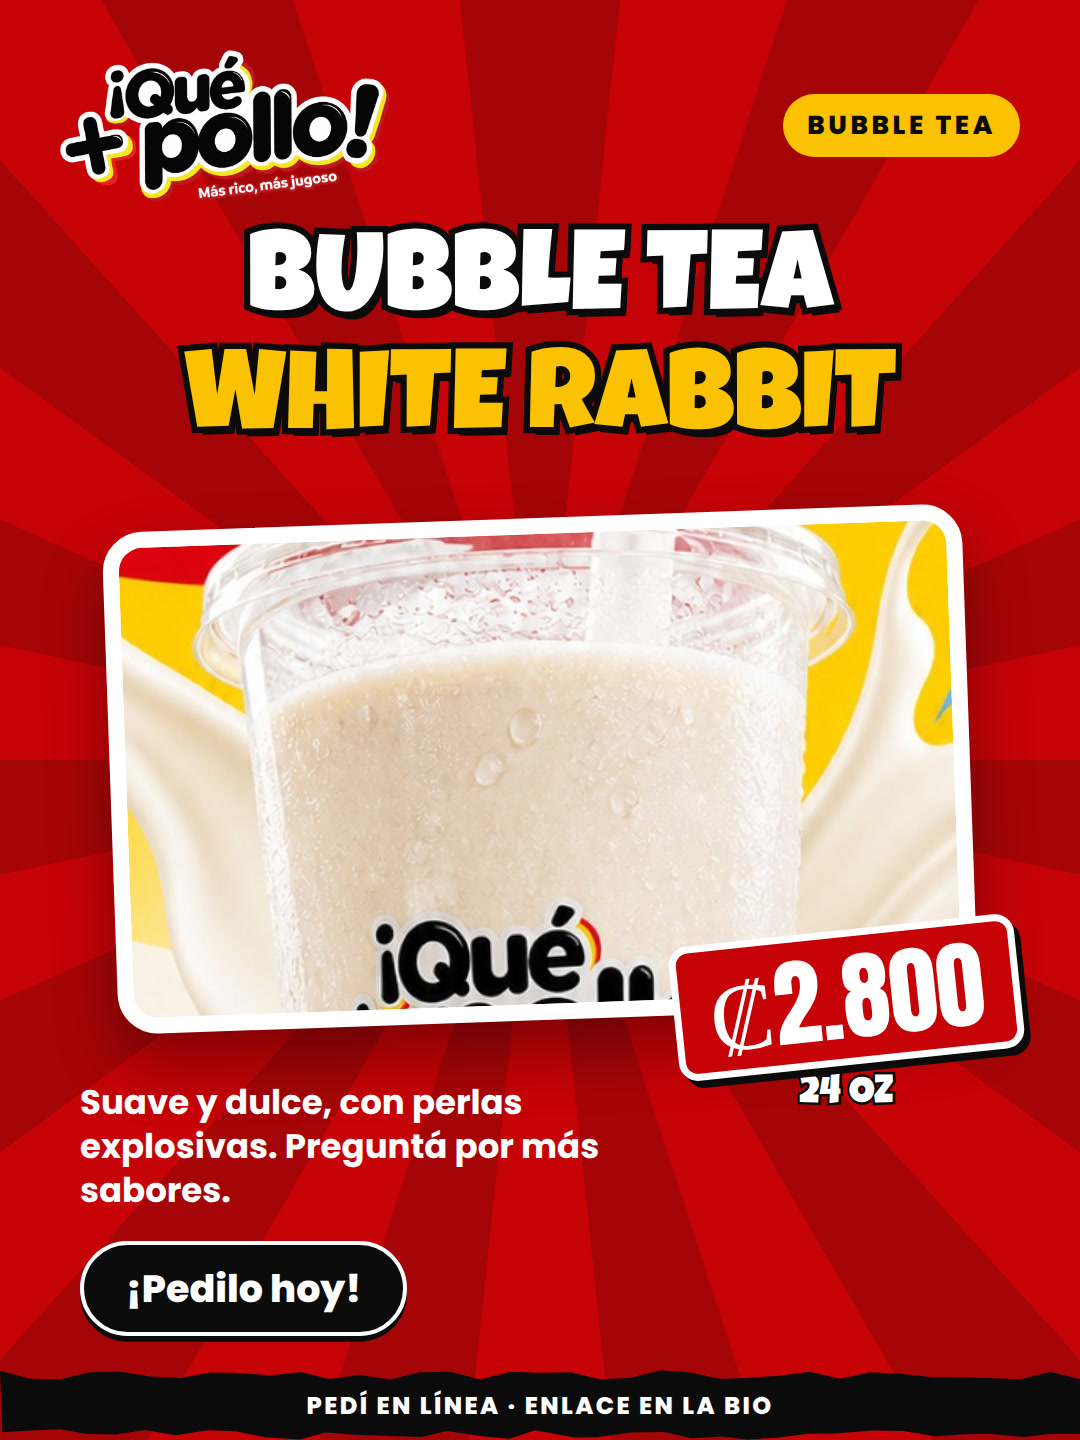 ¡Qué
+ pollo!
Más rico, más jugoso
BUBBLE TEA
BUBBLE TEA
WHITE RABBIT
¡Qué
₡2.800
24 OZ
Suave y dulce, con perlas
explosivas. Preguntá por más
sabores.
¡Pedilo hoy!
PEDÍ EN LÍNEA · ENLACE EN LA BIO